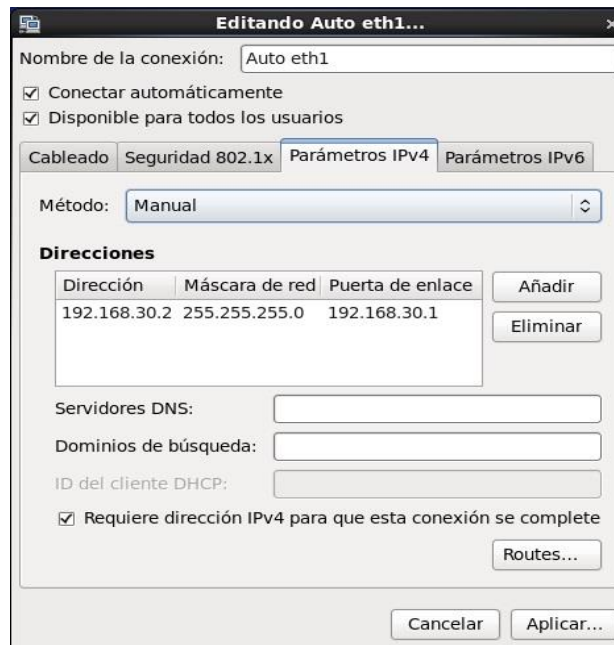 Editando Auto eth1...
Nombre de la conexión: Auto eth1
Conectar automáticamente
Disponible para todos los usuarios
Cableado Seguridad 802.1x Parámetros IPv4 Parámetros IPv6
Método: Manual
Direcciones
Dirección Máscara de red Puerta de enlace Añadir
192.168.30.2 255.255.255.0 192.168.30.1
Eliminar
Servidores DNS:
Dominios de búsqueda:
ID del cliente DHCP:
Requiere dirección IPv4 para que esta conexión se complete
Routes...
Cancelar Aplicar...